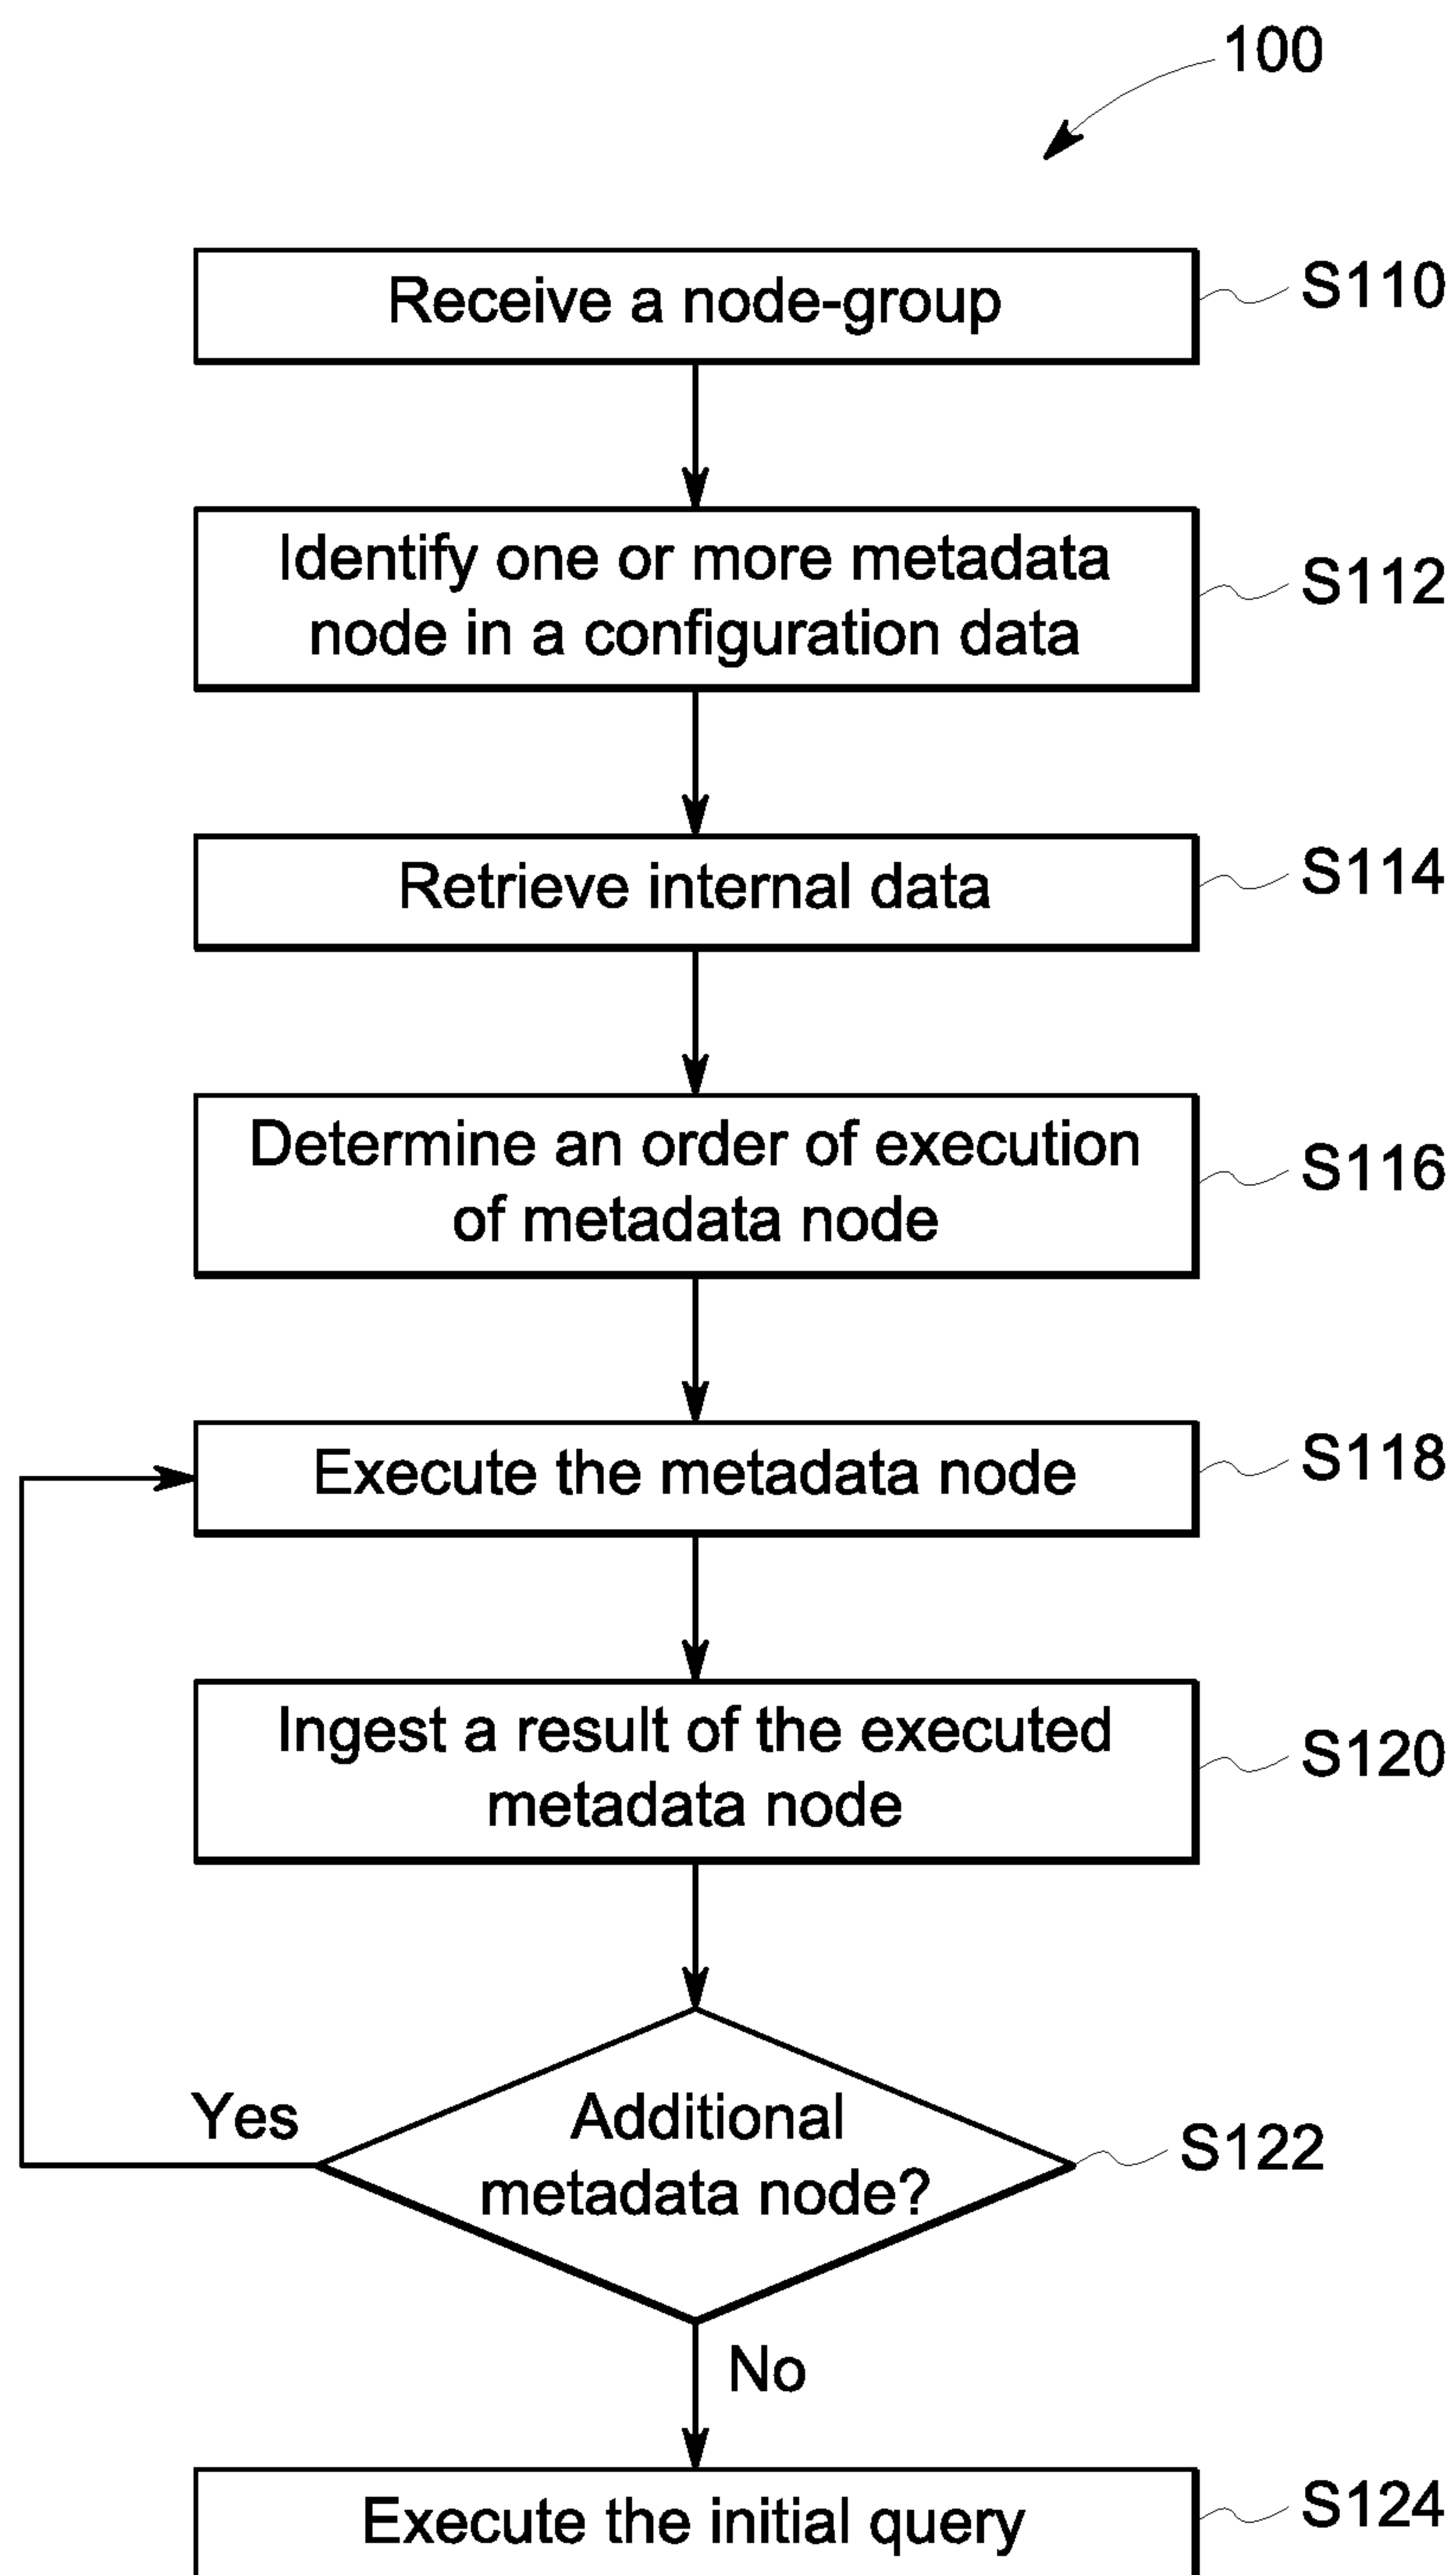 100
Receive a node-group
S110
Identify one or more metadata
node in a configuration data
S112
Retrieve internal data
S114
Determine an order of execution
of metadata node
S116
Execute the metadata node
S118
Ingest a result of the executed
metadata node
S120
Yes
Additional
metadata node?
S122
No
Execute the initial query
S124